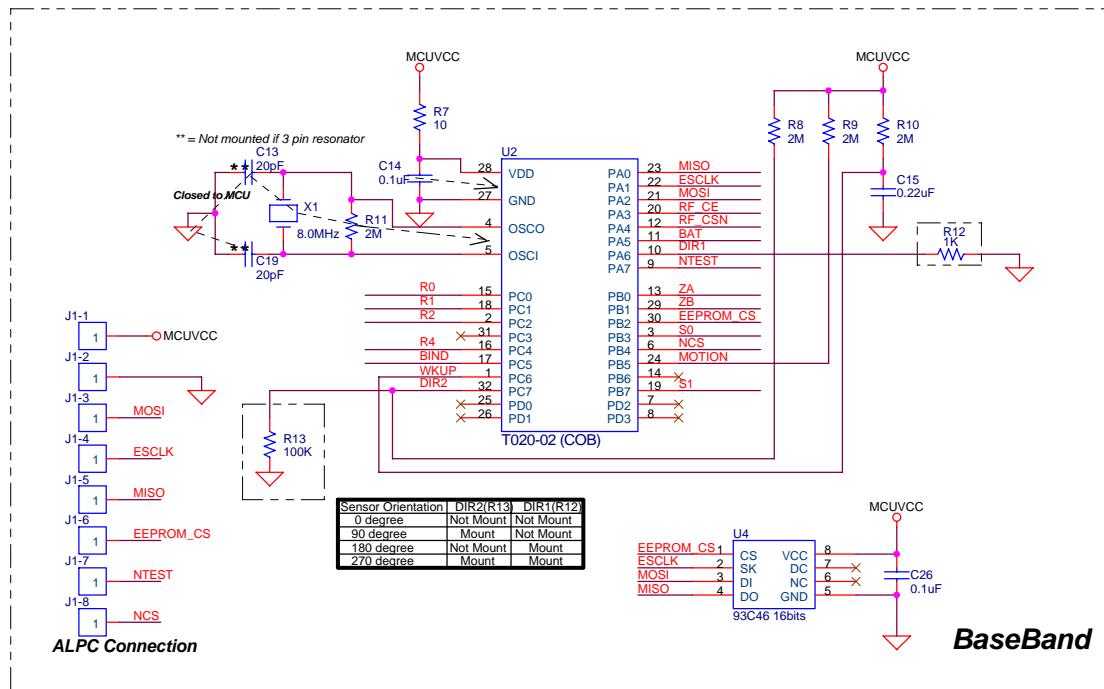 MCUVCC
MCUVCC
R7
10
R8
2M
R9
2M
R10
2M
** = Not mounted if 3 pin resonator
C13
20pF
**
Closed to MCU
C14
0.1uF
X1
8.0MHz
R11
2M
**
C19
20pF
C15
0.22uF
R12
1K
U2
28 VDD PA0 23 MISO
PA1 22 ESCLK
27 GND PA2 21 MOSI
PA3 20 RF_CE
4 OSCO PA4 12 RF_CSN
PA5 11 BAT
5 OSCI PA6 10 DIR1
PA7 9 NTEST
R0 15 PC0 PB0 13 ZA
R1 18 PC1 PB1 29 ZB
R2 2 PC2 PB2 30 EEPROM_CS
31 PC3 PB3 3 S0
R4 16 PC4 PB4 6 NCS
BIND 17 PC5 PB5 24 MOTION
WKUP 1 PC6 PB6 14
DIR2 32 PC7 PB7 19 S1
25 PD0 PD2 7
26 PD1 PD3 8
T020-02 (COB)
R13
100K
J1-1
1 MCUVCC
J1-2
1
J1-3
1 MOSI
J1-4
1 ESCLK
J1-5
1 MISO
J1-6
1 EEPROM_CS
J1-7
1 NTEST
J1-8
1 NCS
ALPC Connection
Sensor Orientation DIR2(R13) DIR1(R12)
0 degree Not Mount Not Mount
90 degree Mount Not Mount
180 degree Not Mount Mount
270 degree Mount Mount
MCUVCC
U4
EEPROM_CS 1 CS VCC 8
ESCLK 2 SK DC 7
MOSI 3 DI NC 6
MISO 4 DO GND 5
93C46 16bits
C26
0.1uF
BaseBand